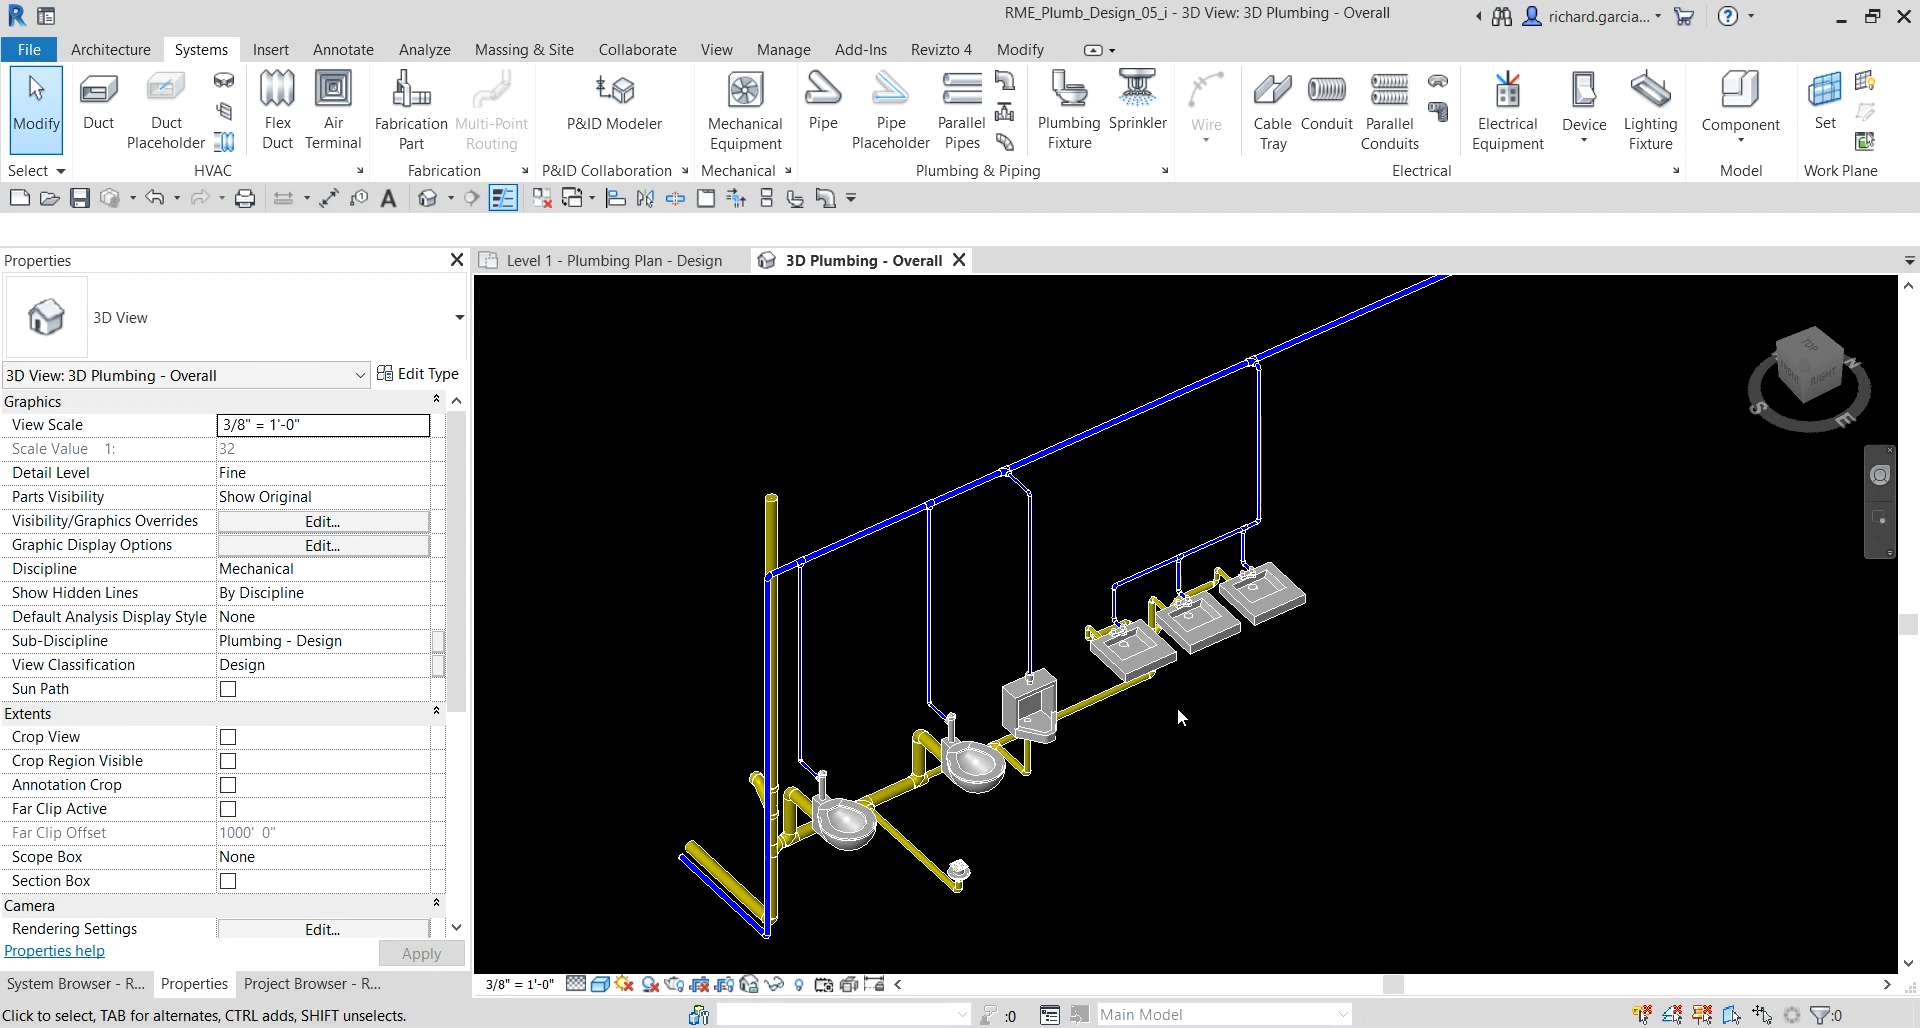 RME_Plumb_Design_05_i - 3D View: 3D Plumbing - Overall
richard.garcia...
File Architecture Systems Insert Annotate Analyze Massing & Site Collaborate View Manage Add-Ins Revizto 4 Modify
Modify
Duct
Duct Placeholder
Flex Duct
Air Terminal
Fabrication Part
Multi-Point Routing
P&ID Modeler
Mechanical Equipment
Pipe
Pipe Placeholder
Parallel Pipes
Plumbing Fixture
Sprinkler
Wire
Cable Tray
Conduit
Parallel Conduits
Electrical Equipment
Device
Lighting Fixture
Component
Set
Select HVAC Fabrication P&ID Collaboration Mechanical Plumbing & Piping Electrical Model Work Plane
Properties
Level 1 - Plumbing Plan - Design
3D Plumbing - Overall
3D View
3D View: 3D Plumbing - Overall Edit Type
Graphics
View Scale 3/8" = 1'-0"
Scale Value 1: 32
Detail Level Fine
Parts Visibility Show Original
Visibility/Graphics Overrides Edit...
Graphic Display Options Edit...
Discipline Mechanical
Show Hidden Lines By Discipline
Default Analysis Display Style None
Sub-Discipline Plumbing - Design
View Classification Design
Sun Path
Extents
Crop View
Crop Region Visible
Annotation Crop
Far Clip Active
Far Clip Offset 1000' 0"
Scope Box None
Section Box
Camera
Rendering Settings Edit...
Properties help Apply
System Browser - R... Properties Project Browser - R...
TOP
FRONT
RIGHT
N
S
E
3/8" = 1'-0"
Click to select, TAB for alternates, CTRL adds, SHIFT unselects.
:0
Main Model
:0